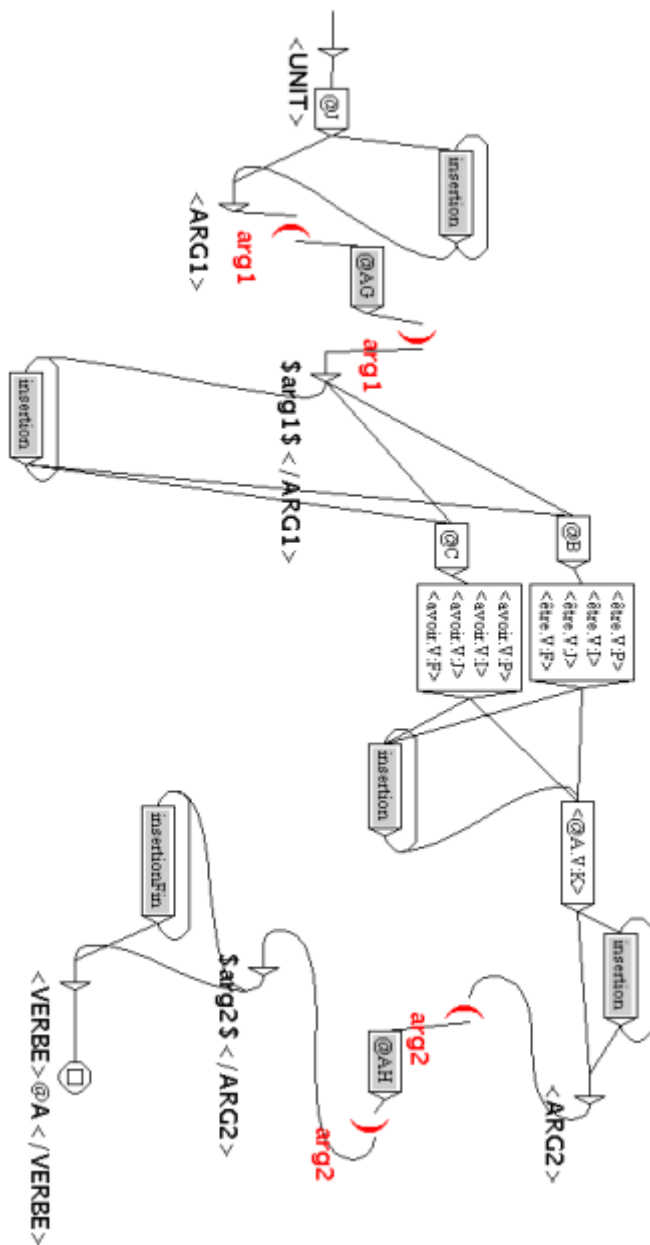 @J
<UNIT>
insertion
<ARG1>
arg1
@AG
arg1
$arg1$</ARG1>
insertion
@B
<être.V:P>
<être.V:I>
<être.V:J>
<être.V:F>
@C
<avoir.V:P>
<avoir.V:I>
<avoir.V:J>
<avoir.V:F>
insertion
<@A.V:K>
insertion
<ARG2>
arg2
@AH
arg2
$arg2$</ARG2>
insertionFin
<VERBE>@A</VERBE>